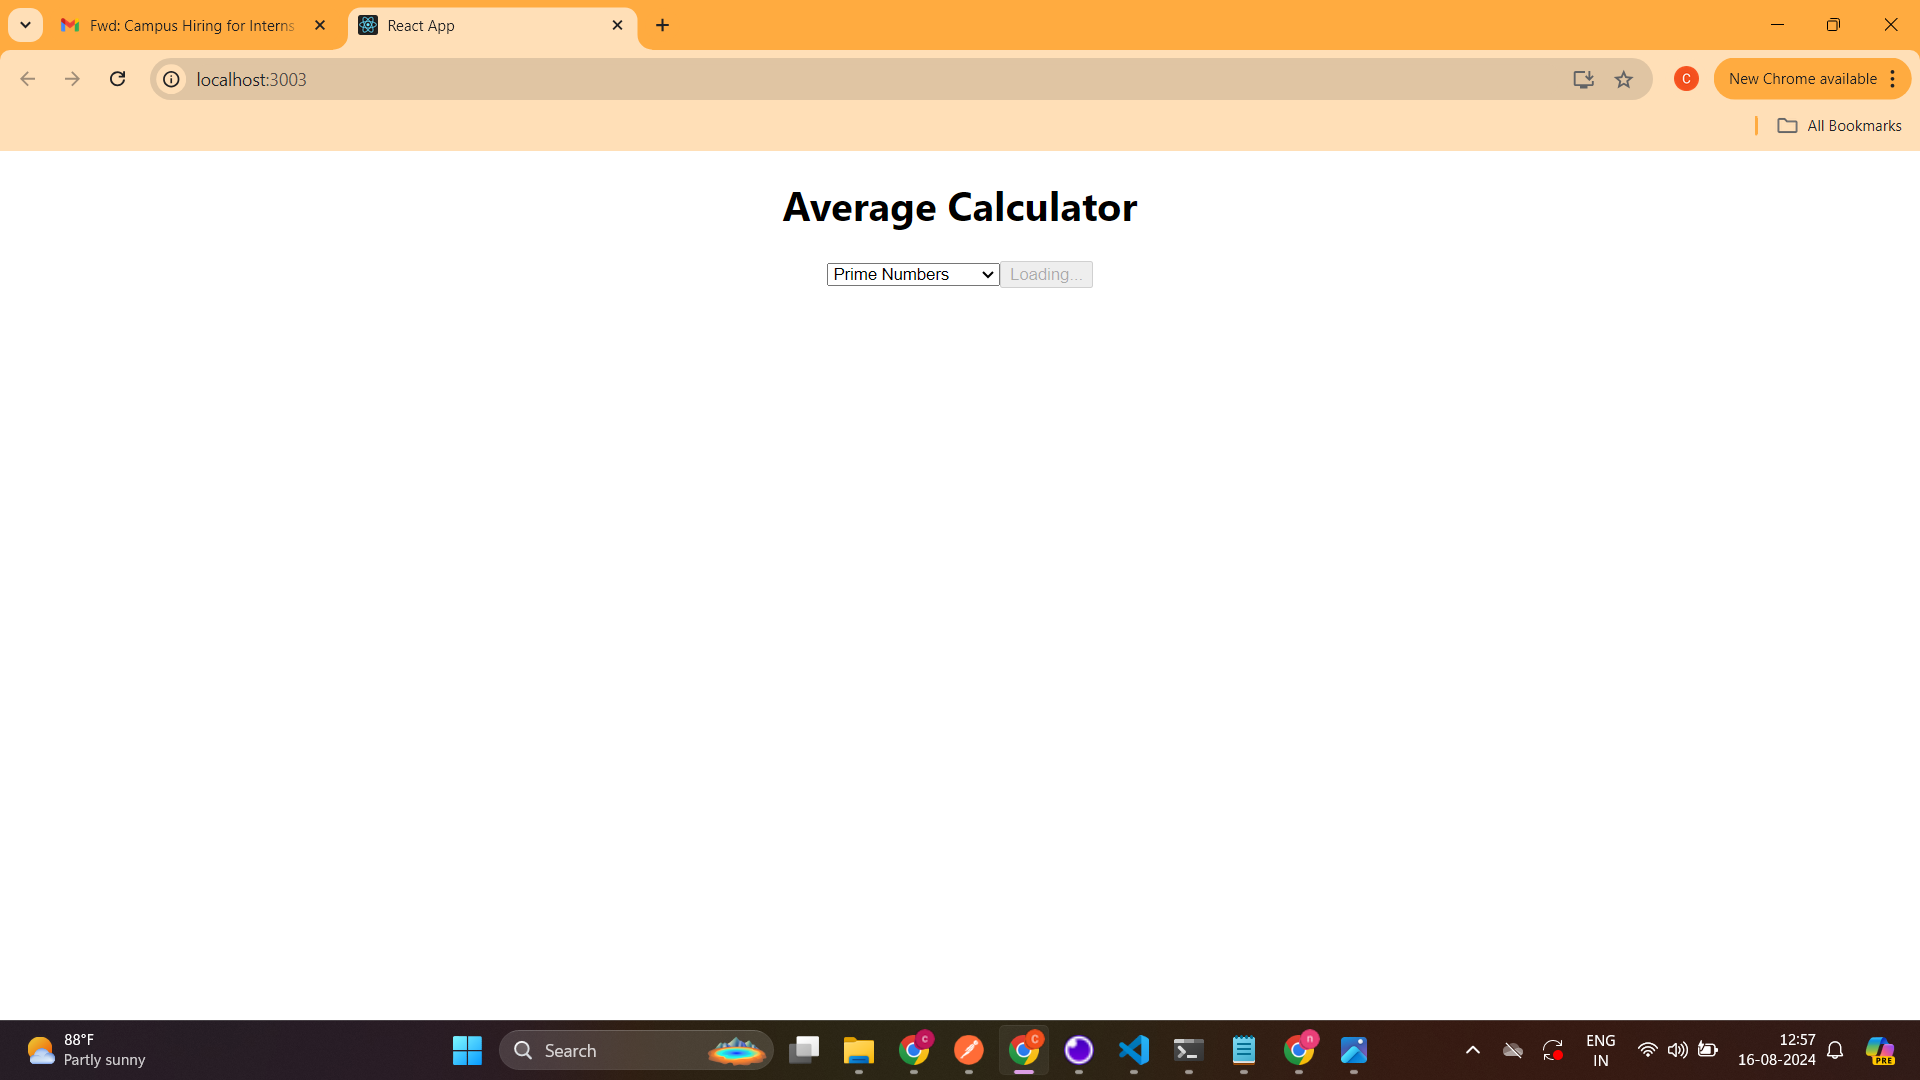 Fwd: Campus Hiring for Interns
React App
localhost:3003
C
New Chrome available
All Bookmarks
Average Calculator
Prime Numbers
Loading...
88°F
Partly sunny
Search
c
C
n
ENG
IN
12:57
16-08-2024
PRE